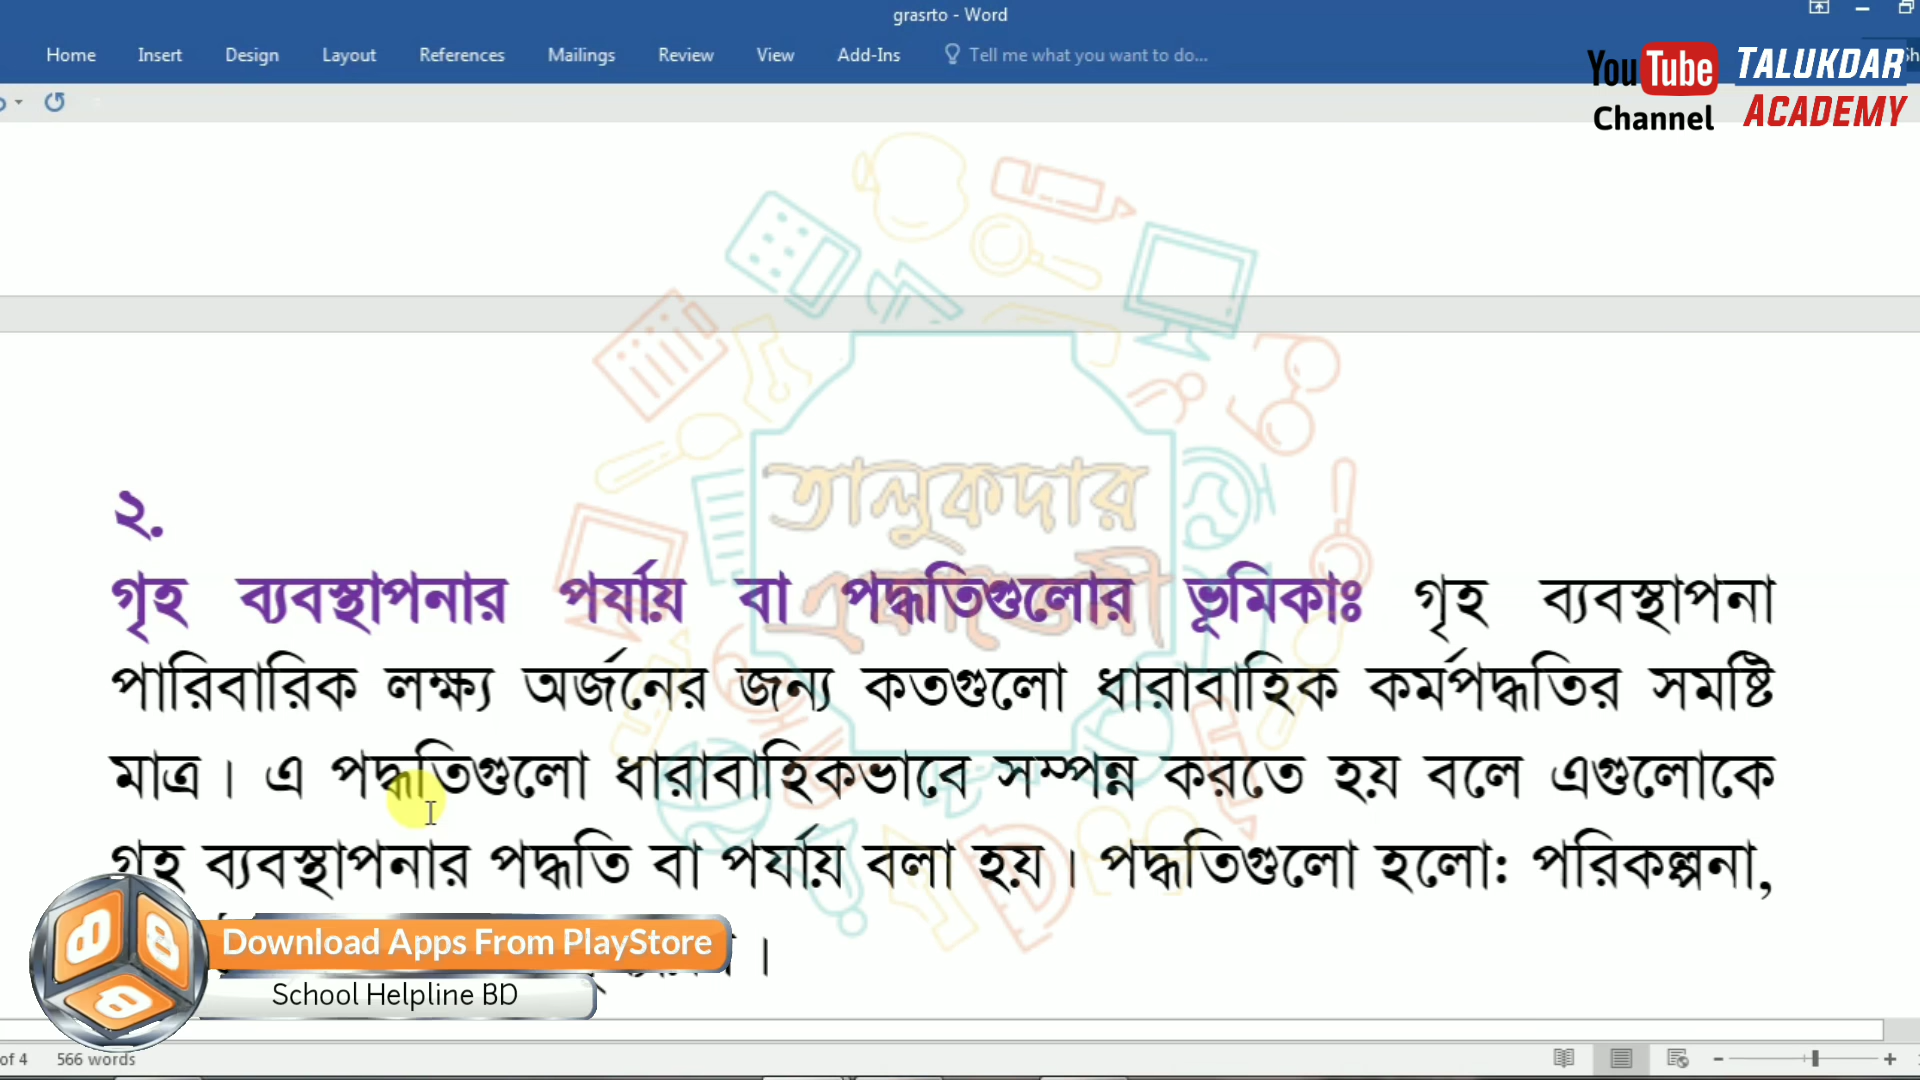 grasrto - Word
Home Insert Design Layout References Mailings Review View Add-Ins Tell me what you want to do...
YouTube Channel
TALUKDAR ACADEMY
তালুকদার
একাডেমী
২.
গৃহ ব্যবস্থাপনার পর্যায় বা পদ্ধতিগুলোর ভূমিকাঃ গৃহ ব্যবস্থাপনা
পারিবারিক লক্ষ্য অর্জনের জন্য কতগুলো ধারাবাহিক কর্মপদ্ধতির সমষ্টি
মাত্র। এ পদ্ধতিগুলো ধারাবাহিকভাবে সম্পন্ন করতে হয় বলে এগুলোকে
গৃহ ব্যবস্থাপনার পদ্ধতি বা পর্যায় বলা হয়। পদ্ধতিগুলো হলো: পরিকল্পনা,
Download Apps From PlayStore
School Helpline BD
of 4 566 words